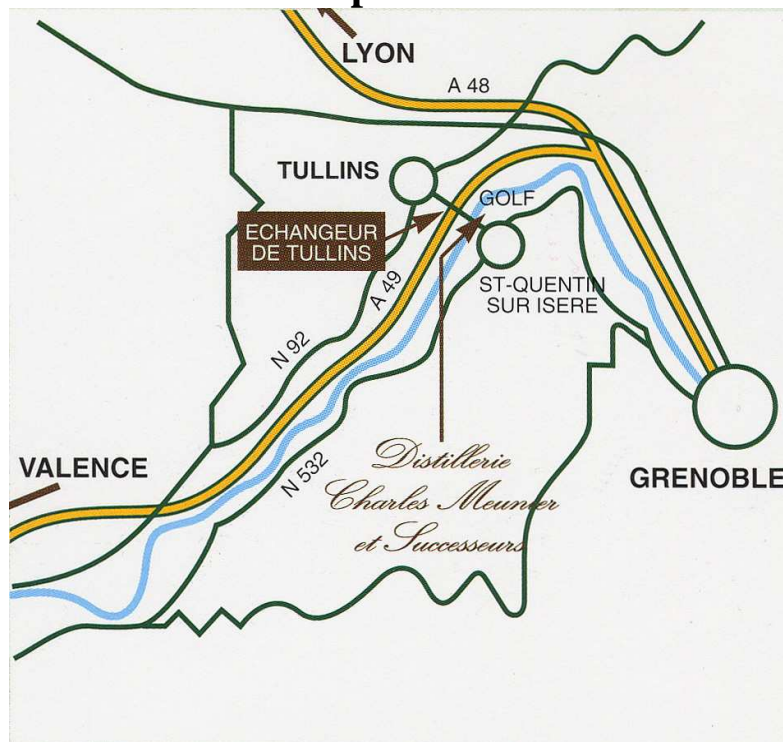 LYON
A 48
TULLINS
GOLF
ECHANGEUR
DE TULLINS
ST-QUENTIN
SUR ISERE
A 49
N 92
VALENCE
N 532
GRENOBLE
Distillerie
Charles Meunier
et Successeurs